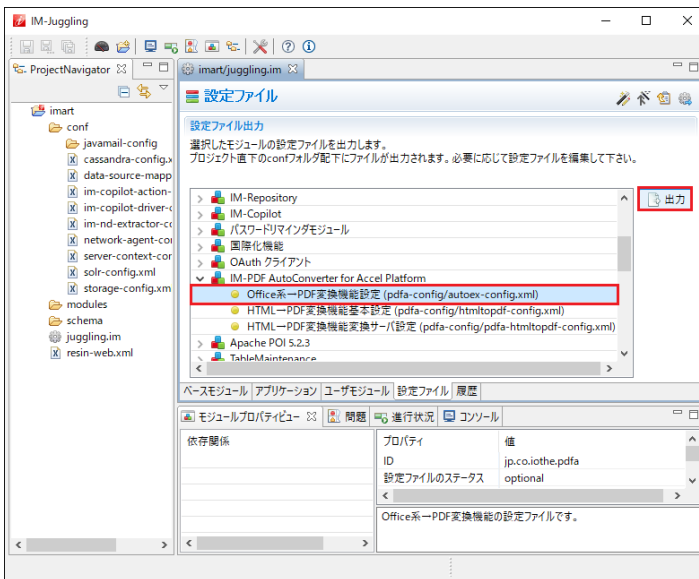 IM-Juggling
ProjectNavigator
imart/juggling.im
imart
conf
javamail-config
cassandra-config.x
data-source-mapp
im-copilot-action-
im-copilot-driver-c
im-nd-extractor-cc
network-agent-cor
server-context-cor
solr-config.xml
storage-config.xm
modules
schema
juggling.im
resin-web.xml
設定ファイル
設定ファイル出力
選択したモジュールの設定ファイルを出力します。
プロジェクト直下のconfフォルダ配下にファイルが出力されます。必要に応じて設定ファイルを編集して下さい。
IM-Repository
IM-Copilot
パスワードリマインダモジュール
国際化機能
OAuth クライアント
IM-PDF AutoConverter for Accel Platform
Office系→PDF変換機能設定 (pdfa-config/autoex-config.xml)
HTML→PDF変換機能基本設定 (pdfa-config/htmltopdf-config.xml)
HTML→PDF変換機能変換サーバ設定 (pdfa-config/pdfa-htmltopdf-config.xml)
Apache POI 5.2.3
TableMaintenance
出力
ベースモジュール アプリケーション ユーザモジュール 設定ファイル 履歴
モジュールプロパティビュー 問題 進行状況 コンソール
依存関係
プロパティ 値
ID jp.co.iothe.pdfa
設定ファイルのステータス optional
Office系→PDF変換機能の設定ファイルです。